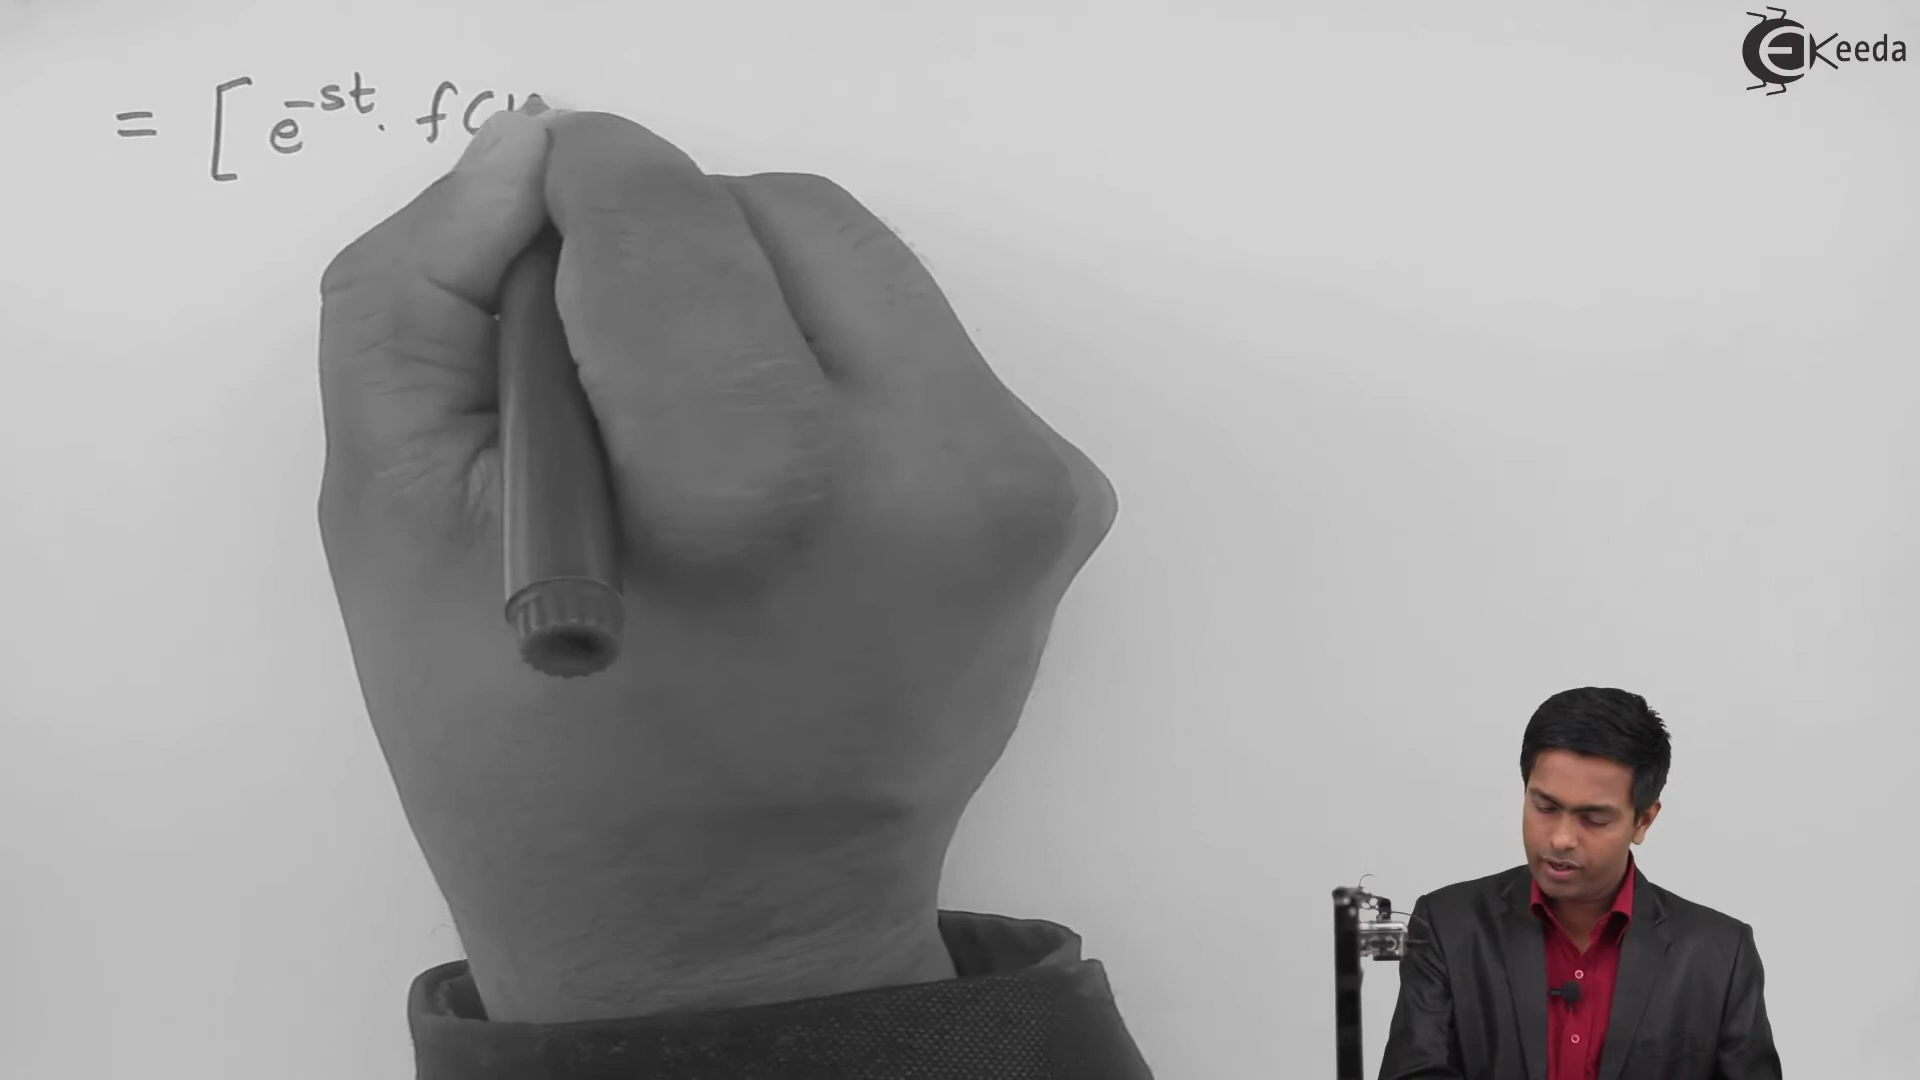 = [ e^-st. f(
Keeda